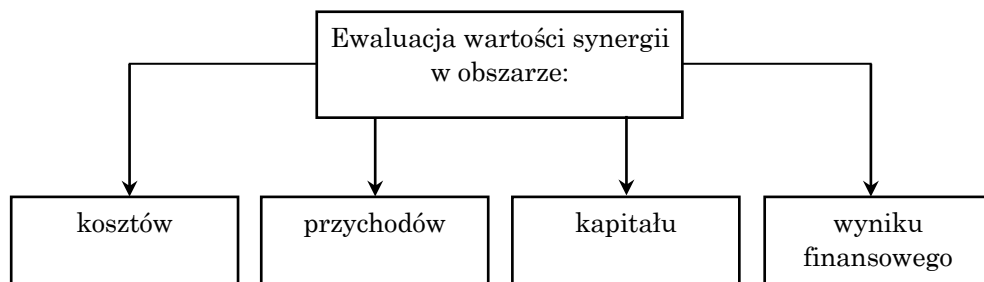 Ewaluacja wartości synergii
w obszarze:
kosztów
przychodów
kapitału
wyniku
finansowego